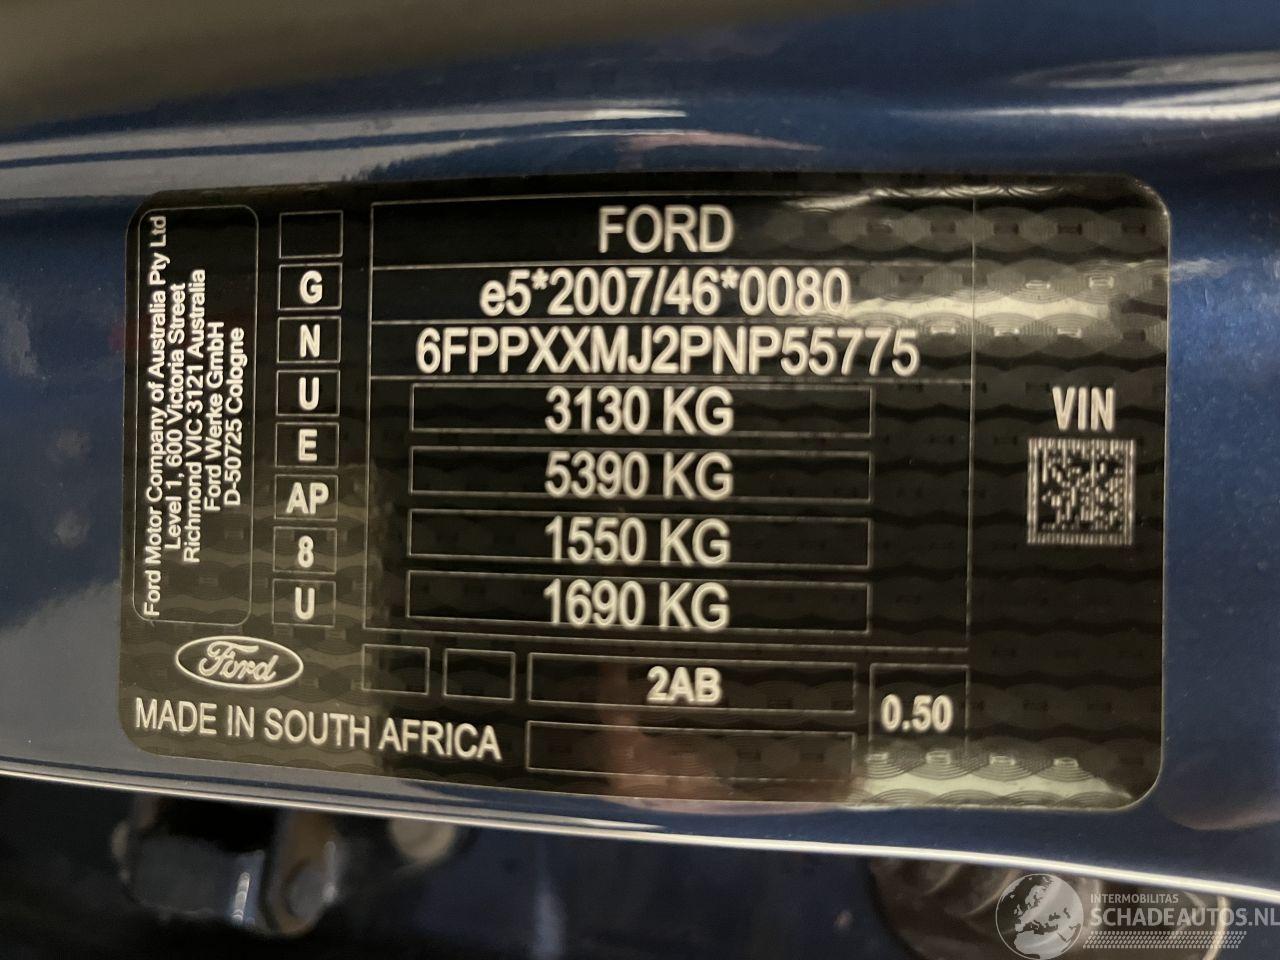 Ford Motor Company of Australia Pty Ltd
Level 1, 600 Victoria Street
Richmond VIC 3121 Australia
Ford Werke GmbH
D-50725 Cologne
G
N
U
E
AP
8
U
FORD
e5*2007/46*0080
6FPPXXMJ2PNP55775
3130 KG
5390 KG
1550 KG
1690 KG
VIN
Ford
MADE IN SOUTH AFRICA
2AB
0.50
INTERMOBILITAS
SCHADEAUTOS.NL